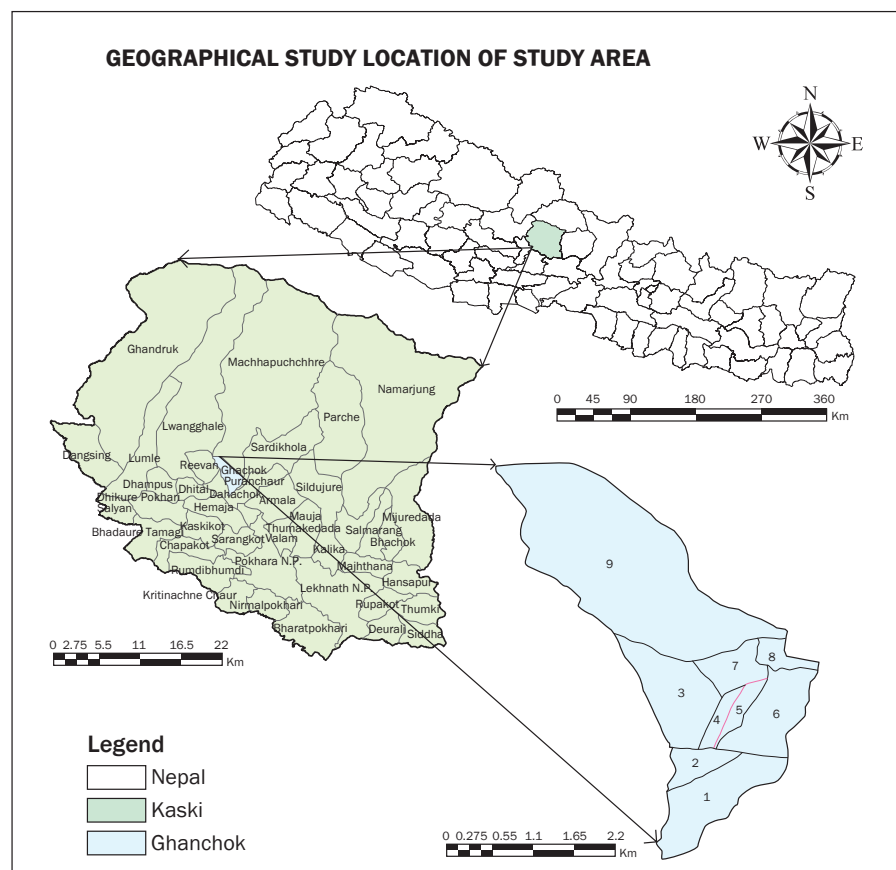 GEOGRAPHICAL STUDY LOCATION OF STUDY AREA
N
W E
S
0 45 90 180 270 360
Km
Ghandruk
Machhapuchchhre
Namarjung
Parche
Lwangghale
Sardikhola
Dangsing
Lumle
Reevan
Ghachok
Puranchaur
Dhampus
Dhital
Dahachok
Sildujure
Dhikure Pokhari
Armala
Salyan
Hemaja
Mauja
Mijuredada
Bhadaure Tamagi
Kaskikot
Thumakedada
Salmarang
Sarangkot
Valam
Bhachok
Chapakot
Kalika
Pokhara N.P.
Majhthana
Rumdibhumdi
Hansapur
Kritinachne Chaur
Lekhnath N.P.
Nirmalpokhari
Rupakot
Thumki
Bharatpokhari
Deurali
Siddha
0 2.75 5.5 11 16.5 22
Km
9
8
7
3
5
6
4
2
1
Legend
Nepal
Kaski
Ghanchok
0 0.275 0.55 1.1 1.65 2.2
Km